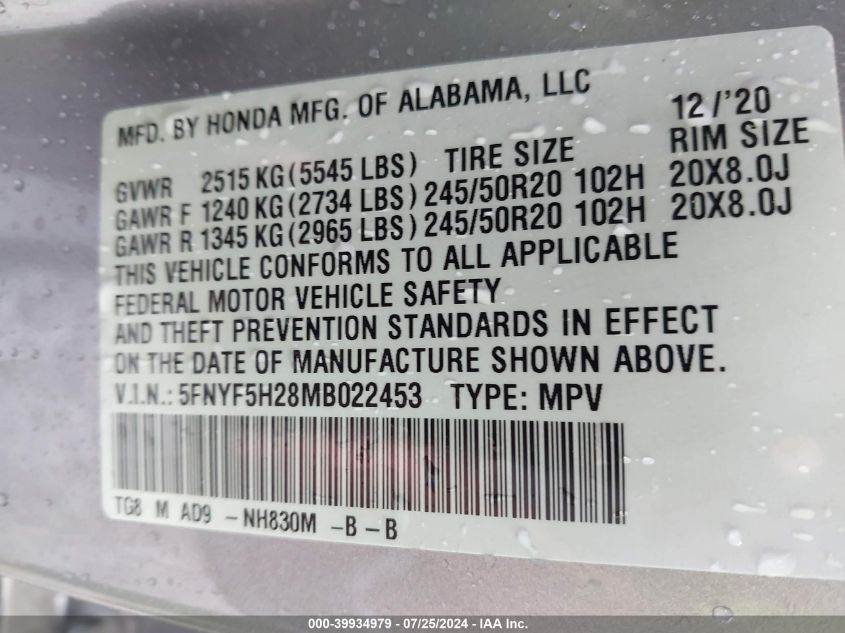 MFD. BY HONDA MFG. OF ALABAMA, LLC 12/'20
GVWR 2515 KG (5545 LBS) TIRE SIZE RIM SIZE
GAWR F 1240 KG (2734 LBS) 245/50R20 102H 20X8.0J
GAWR R 1345 KG (2965 LBS) 245/50R20 102H 20X8.0J
THIS VEHICLE CONFORMS TO ALL APPLICABLE
FEDERAL MOTOR VEHICLE SAFETY
AND THEFT PREVENTION STANDARDS IN EFFECT
ON THE DATE OF MANUFACTURE SHOWN ABOVE.
V.I.N.: 5FNYF5H28MB022453 TYPE: MPV
TG8 M AD9 -NH830M -B -B
000-39934979 - 07/25/2024 - IAA Inc.